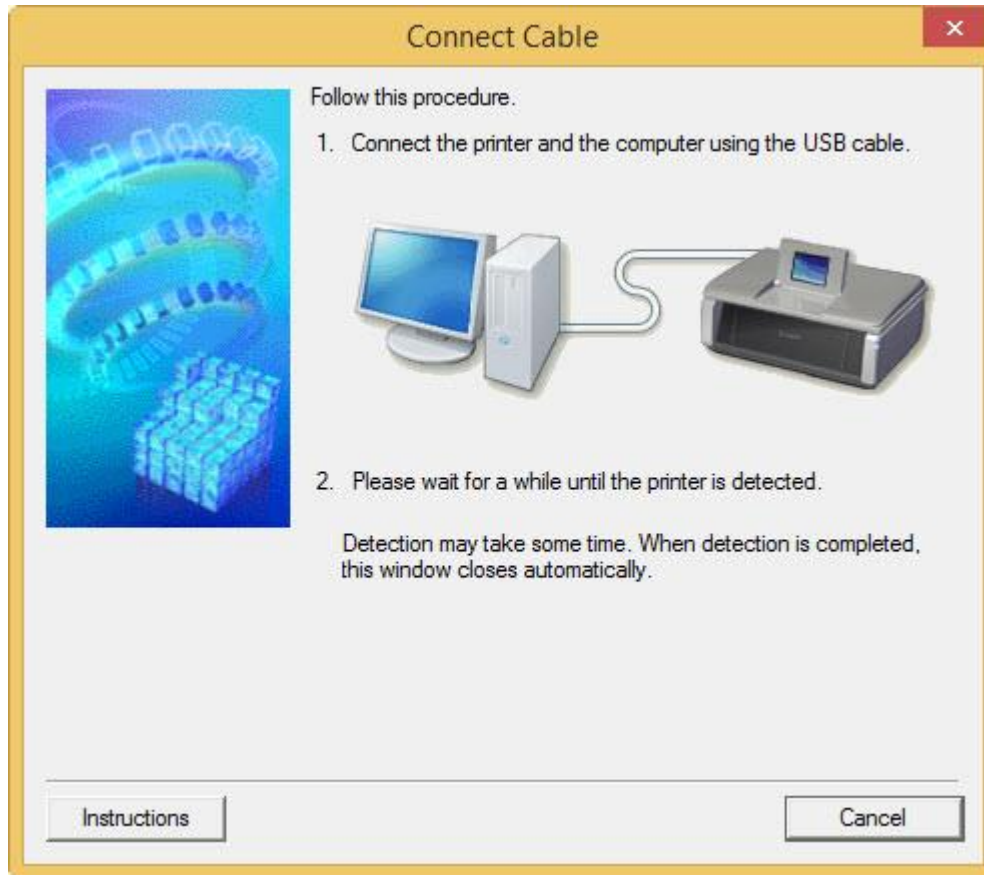 Connect Cable
Follow this procedure.
1. Connect the printer and the computer using the USB cable.
2. Please wait for a while until the printer is detected.
Detection may take some time. When detection is completed,
this window closes automatically.
Instructions
Cancel